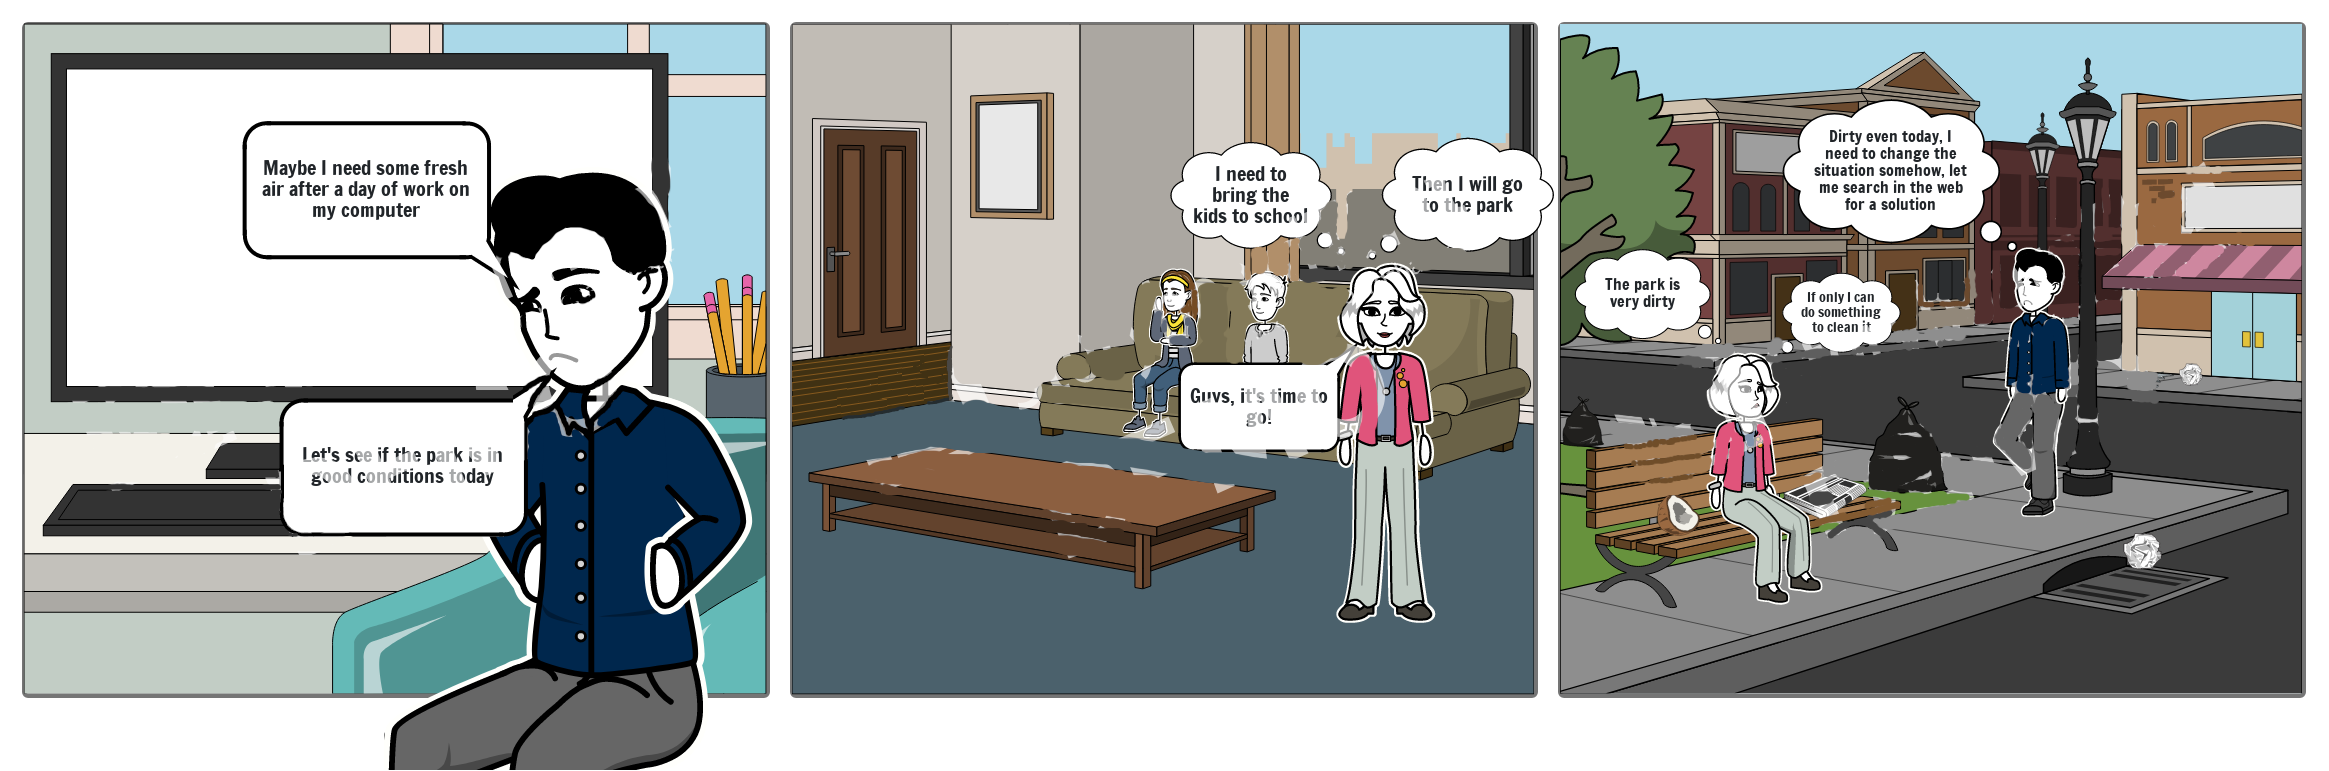 Maybe I need some fresh
air after a day of work on
my computer
Let's see if the park is in
good conditions today
I need to
bring the
kids to school
Then I will go
to the park
Guys, it's time to
go!
The park is
very dirty
If only I can
do something
to clean it
Dirty even today, I
need to change the
situation somehow, let
me search in the web
for a solution